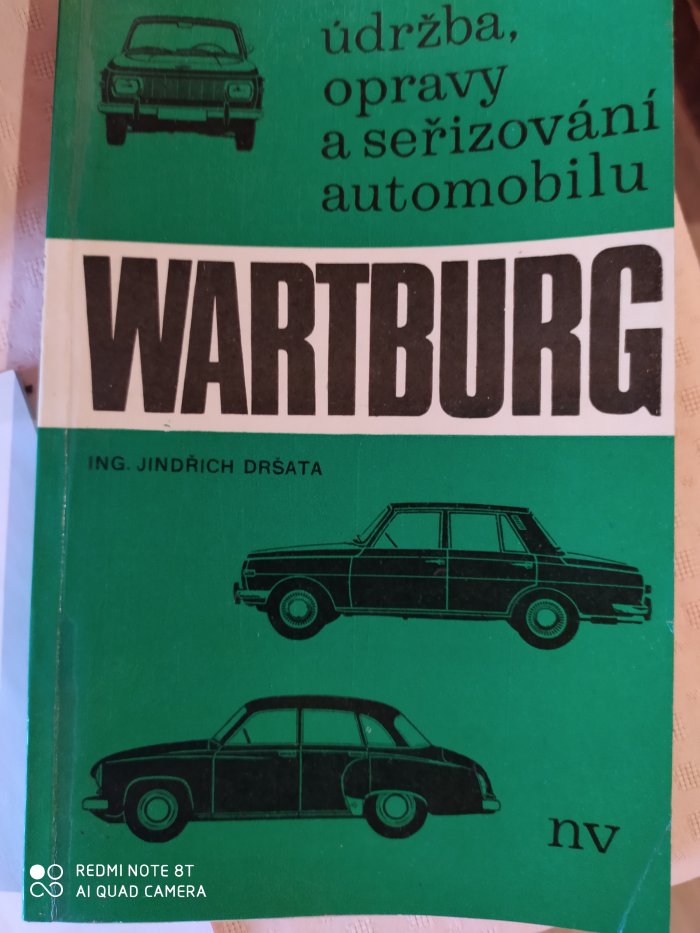 údržba,
opravy
a seřizování
automobilu
WARTBURG
ING. JINDŘICH DRŠATA
nv
REDMI NOTE 8T
AI QUAD CAMERA